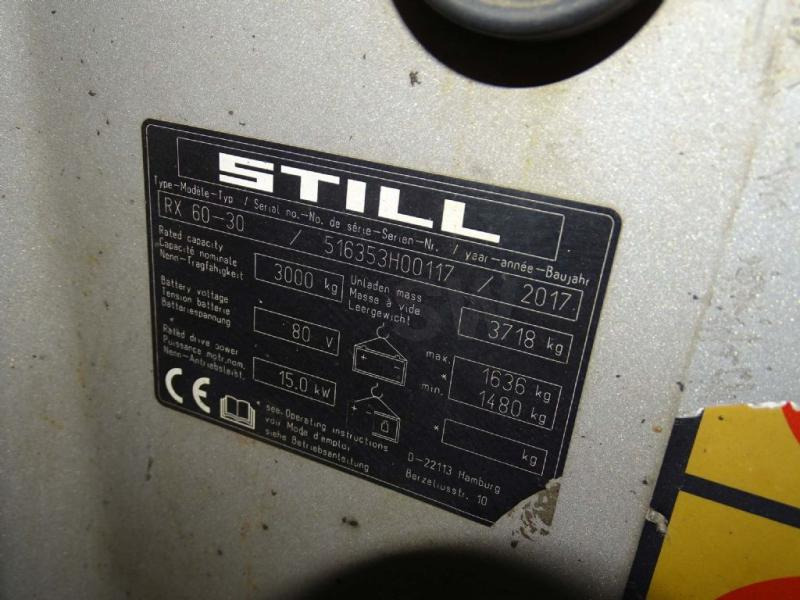 STILL
Type-Modèle-Typ / Serial no.-No. de série-Serien-Nr. / yaar-année-Baujahr
RX 60-30 / 516353H00117 / 2017
Rated capacity
Capacité nominale
Nenn-Tragfähigkeit
3000 kg
Unladen mass
Masse à vide
Leergewicht
3718 kg
Battery voltage
Tension batterie
Batteriespannung
80 V
max. 1636 kg
* min. 1480 kg
Rated drive power
Puissance motr.nom.
Nenn-Antriebsleist.
15.0 kW
* kg
CE
* see Operating instructions
voir Mode d'emploi
siehe Betriebsanleitung
D-22113 Hamburg
Berzeliusstr. 10